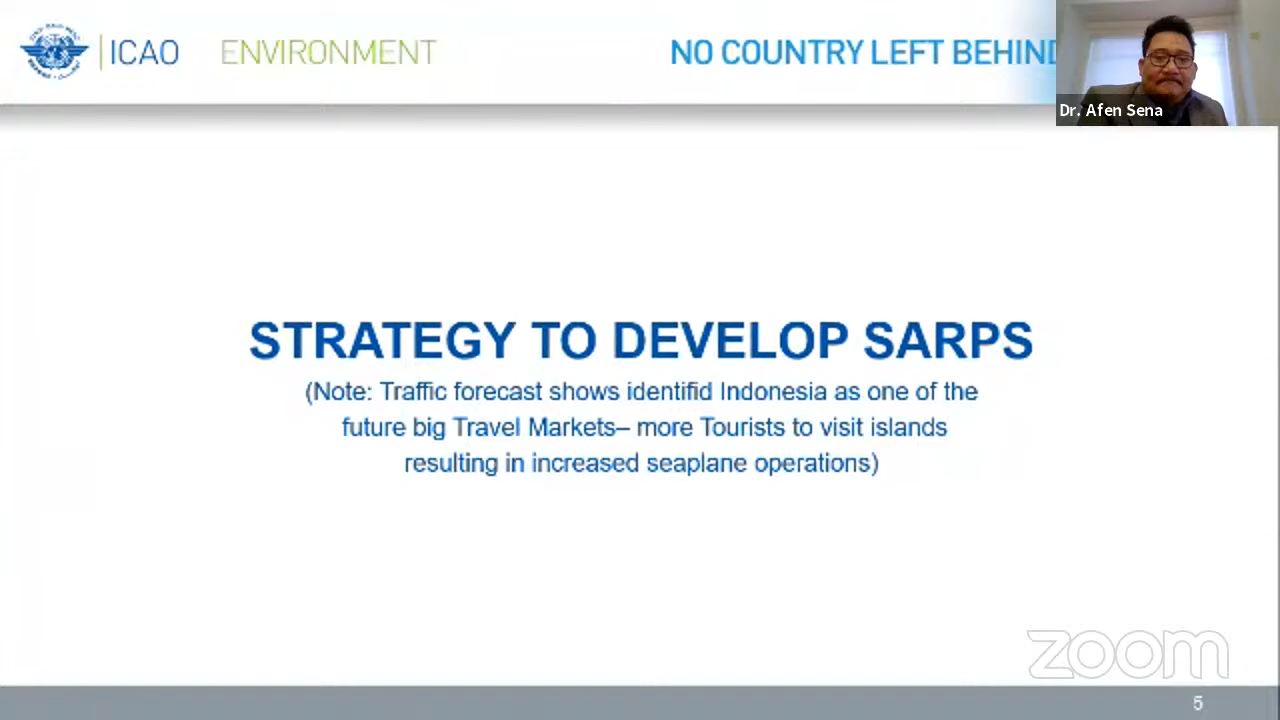 ICAO ENVIRONMENT
NO COUNTRY LEFT BEHIND
Dr. Afen Sena
STRATEGY TO DEVELOP SARPS
(Note: Traffic forecast shows identifid Indonesia as one of the
future big Travel Markets– more Tourists to visit islands
resulting in increased seaplane operations)
zoom
5